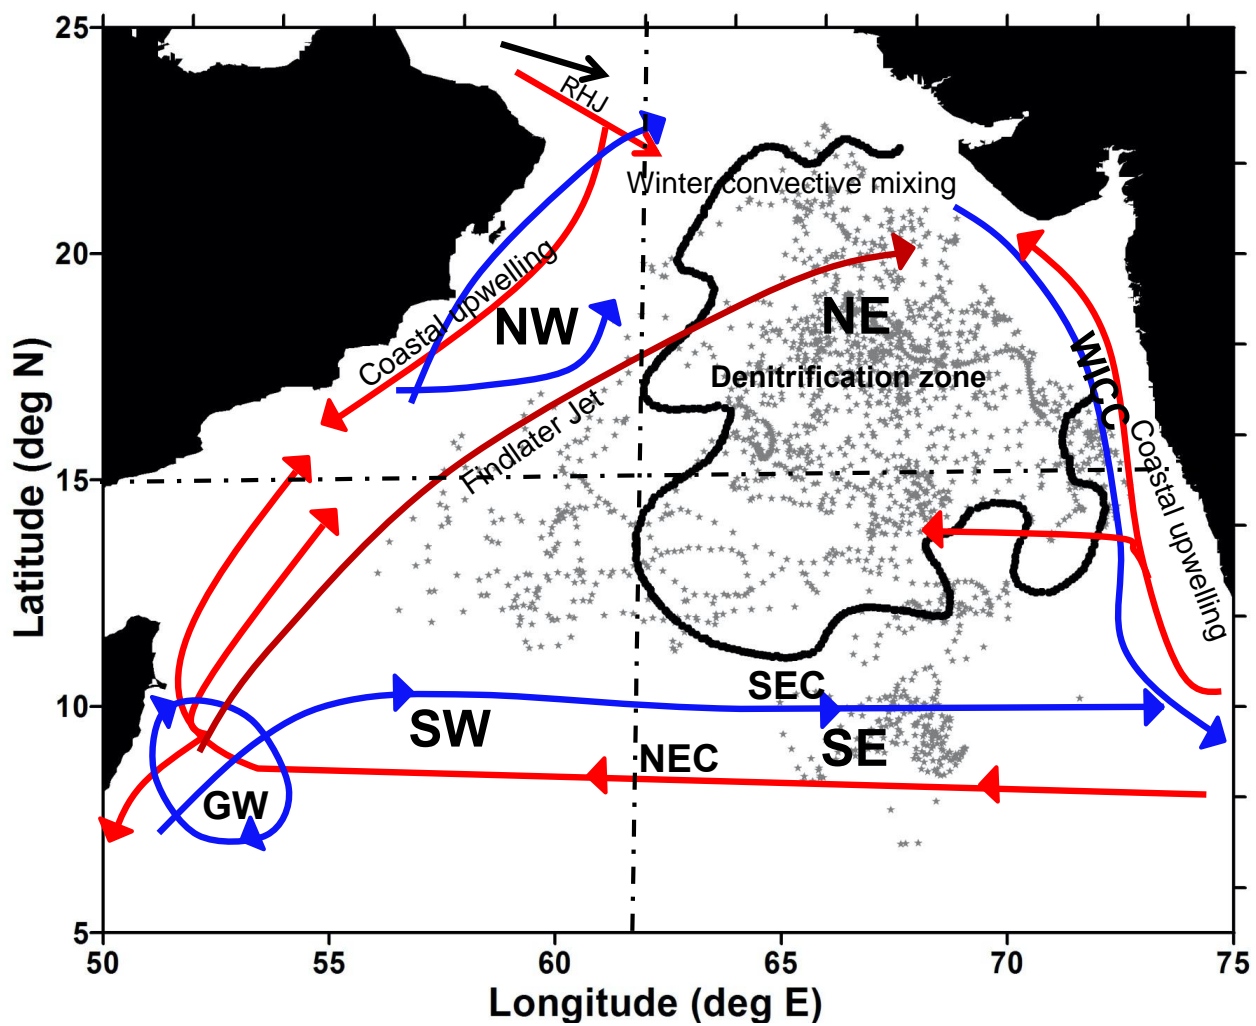 25
RHJ
Winter convective mixing
20
Coastal upwelling
NW
NE
WICC
Denitrification zone
Findlater Jet
Coastal upwelling
15
Latitude (deg N)
SEC
10
SW
SE
NEC
GW
5
50
55
60
65
70
75
Longitude (deg E)